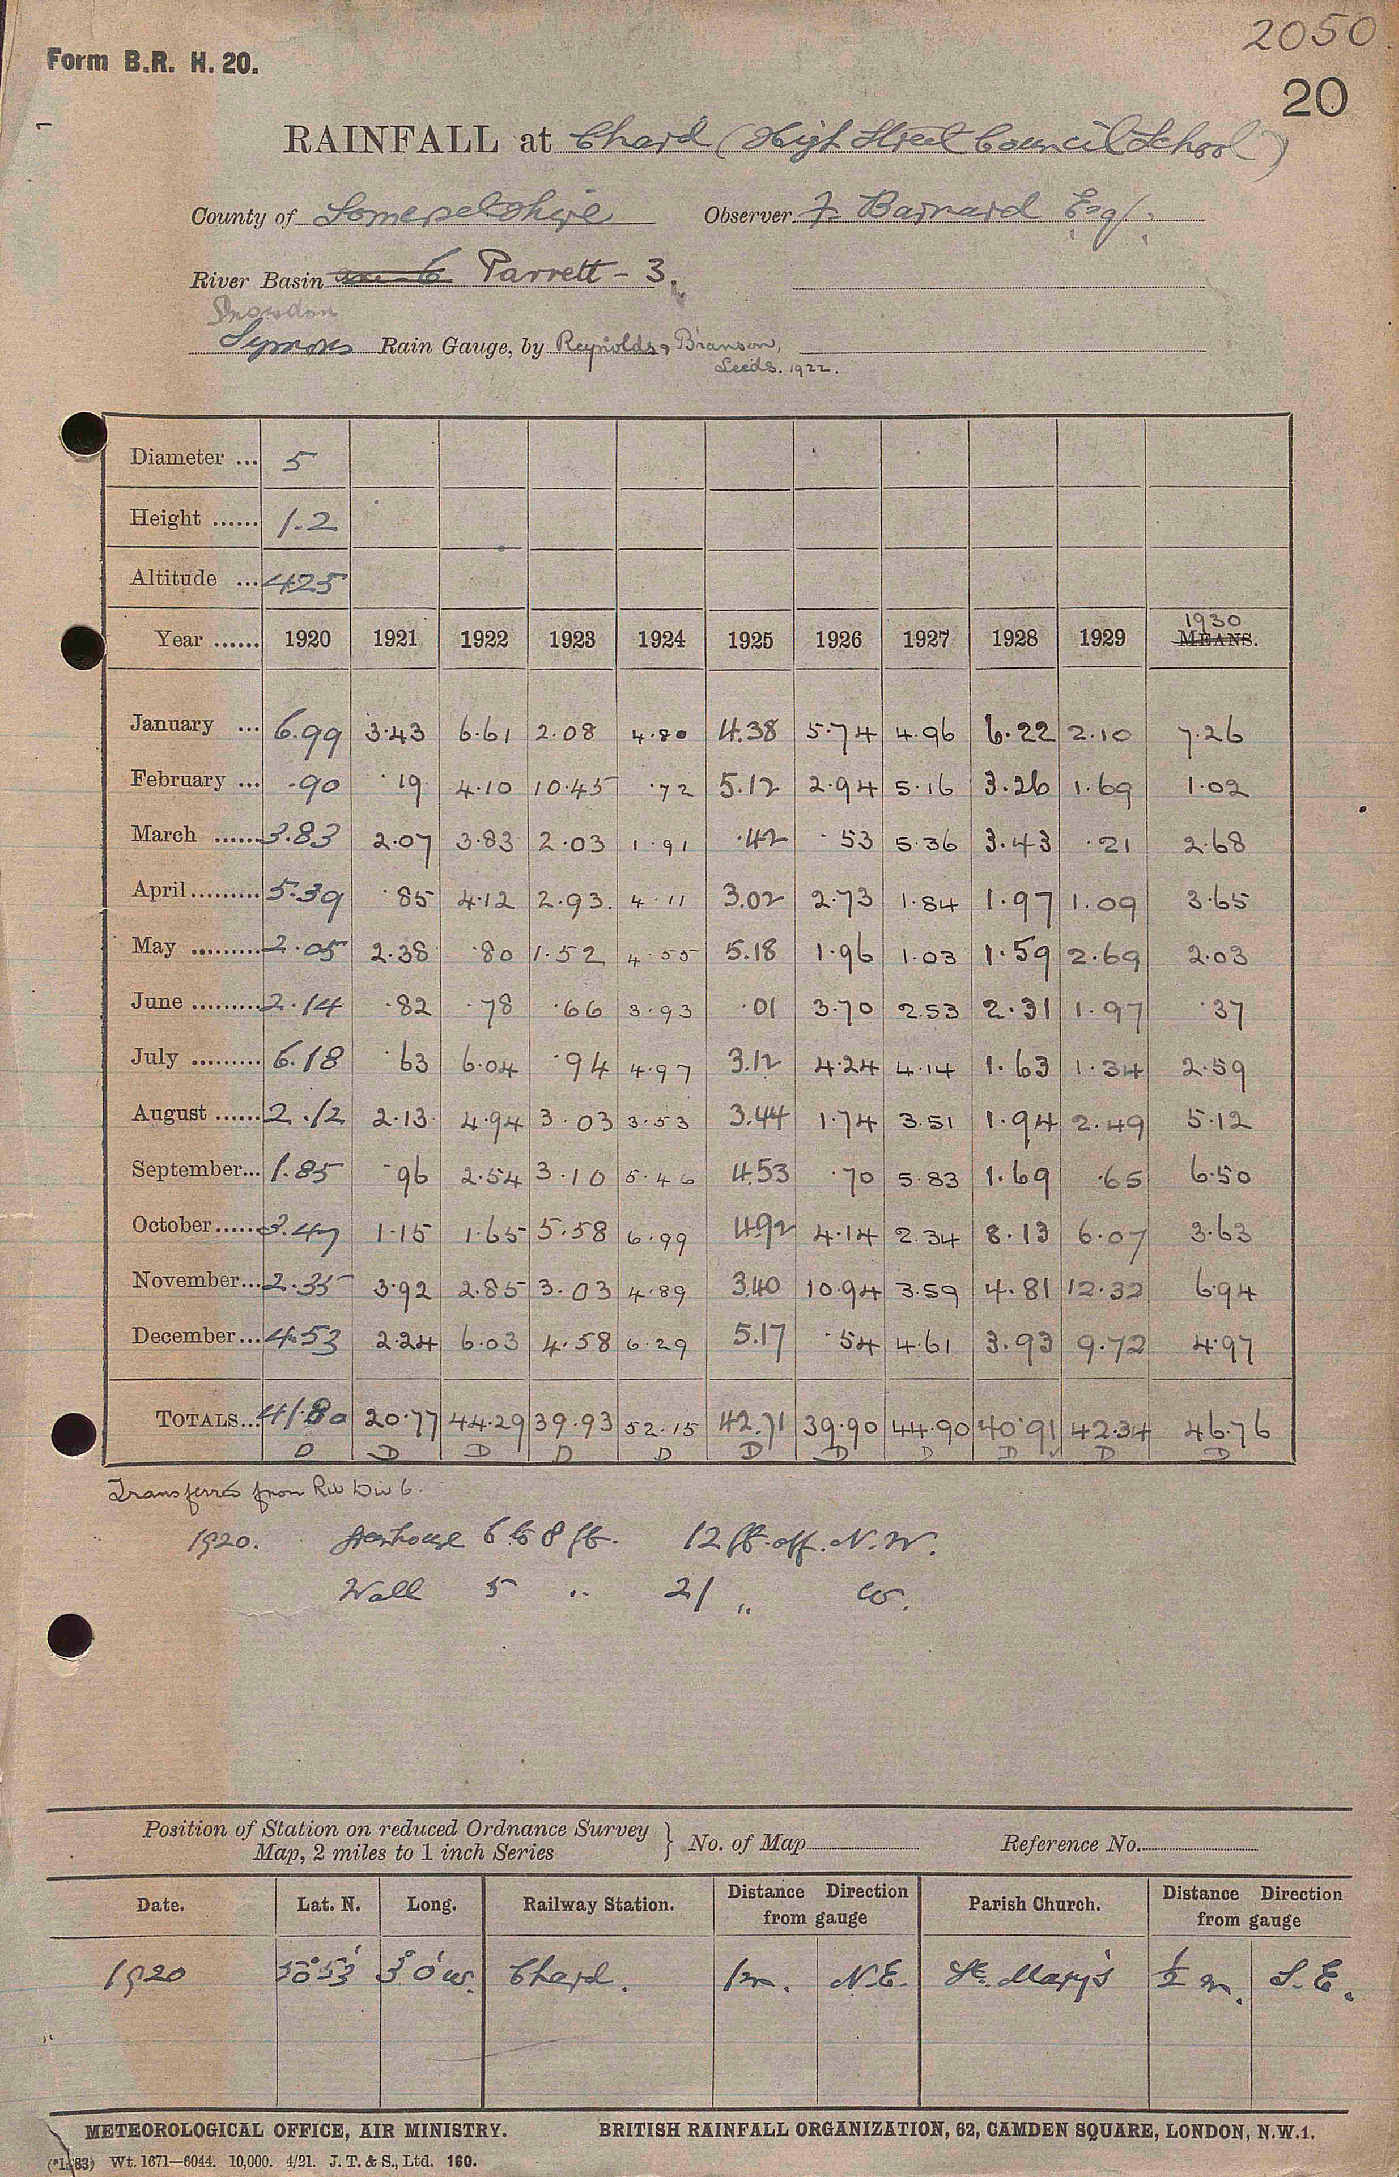 2050.
Form B.R. H. 20.
20
RAINFALL at Chard (High Street Council School)
County of Somersetshire Observer F. Barnard Esq.
River Basin Parrett - 3.
Snowdon
Symons Rain Gauge, by Reynolds & Branson,
Leeds. 1922.
Diameter ... 5
Height ...... 1.2
Altitude ... 425
1930
Year ...... 1920 1921 1922 1923 1924 1925 1926 1927 1928 1929 MEANS.
January ... 6.99 3.43 6.61 2.08 4.80 4.38 5.74 4.96 6.22 2.10 7.26
February ... .90 .19 4.10 10.45 .72 5.12 2.94 5.16 3.26 1.69 1.02
March ...... 3.83 2.07 3.83 2.03 1.91 .42 .53 5.36 3.43 .21 2.68
April ......... 5.39 .85 4.12 2.93 4.11 3.02 2.73 1.84 1.97 1.09 3.65
May ......... 2.05 2.38 .80 1.52 4.55 5.18 1.96 1.03 1.59 2.69 2.03
June ......... 2.14 .82 .78 .66 3.93 .01 3.70 2.53 2.31 1.97 .37
July ......... 6.18 .63 6.04 .94 4.97 3.12 4.24 4.14 1.63 1.34 2.59
August ...... 2.12 2.13 4.94 3.03 3.53 3.44 1.74 3.51 1.94 2.49 5.12
September... 1.85 .96 2.54 3.10 5.46 4.53 .70 5.83 1.69 .65 6.50
October...... 3.47 1.15 1.65 5.58 6.99 4.92 4.14 2.34 8.13 6.07 3.63
November... 2.35 3.92 2.85 3.03 4.89 3.40 10.94 3.59 4.81 12.32 6.94
December... 4.53 2.24 6.03 4.58 6.29 5.17 .54 4.61 3.93 9.72 4.97
TOTALS... 41.80 20.77 44.29 39.93 52.15 42.71 39.90 44.90 40.91 42.34 46.76
D D D D D D D D D D D
Transferred from Riv Div 6.
1920. Henhouse 6 to 8 ft. 12 ft. off. N.W.
Wall 5 " 21 " W.
Position of Station on reduced Ordnance Survey
Map, 2 miles to 1 inch Series } No. of Map Reference No.
Date. Lat. N. Long. Railway Station. Distance Direction from gauge Parish Church. Distance Direction from gauge
1920 50° 53' 3° 0' W. Chard. 1 m. N.E. St. Mary's ½ m. S.E.
METEOROLOGICAL OFFICE, AIR MINISTRY. BRITISH RAINFALL ORGANIZATION, 62, CAMDEN SQUARE, LONDON, N.W.1.
Wt. 1671—6044. 10,000. 4/21. J. T. & S., Ltd. 160.